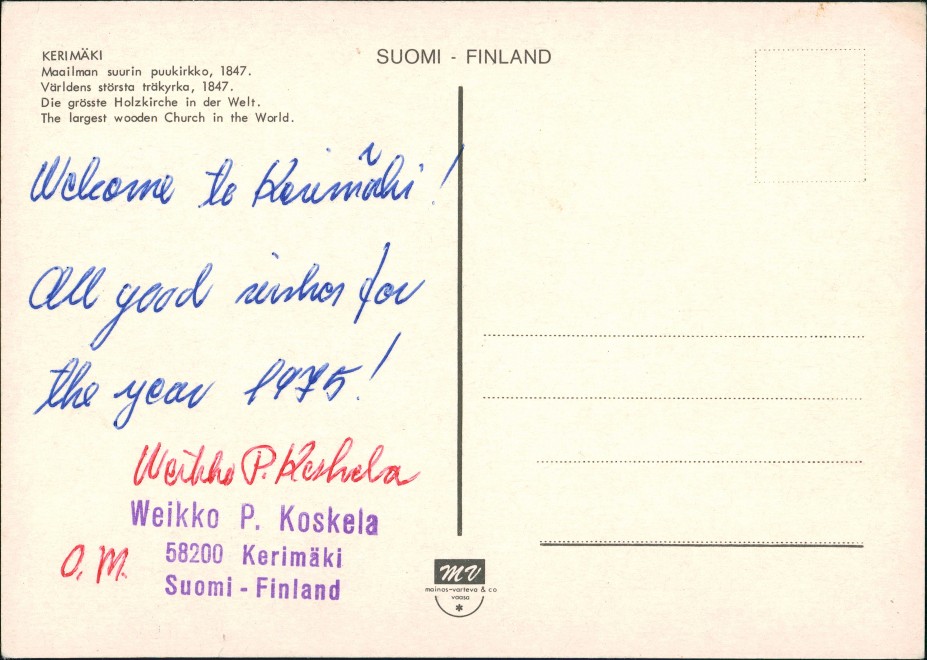 KERIMÄKI
Maailman suurin puukirkko, 1847.
Världens största träkyrka, 1847.
Die grösste Holzkirche in der Welt.
The largest wooden Church in the World.
SUOMI - FINLAND
Welcome to Kerimäki!
All good wishes for
the year 1975!
Weikko P. Koskela
Weikko P. Koskela
O. M.
58200 Kerimäki
Suomi - Finland
MV
mainos-varteva & co
vaasa